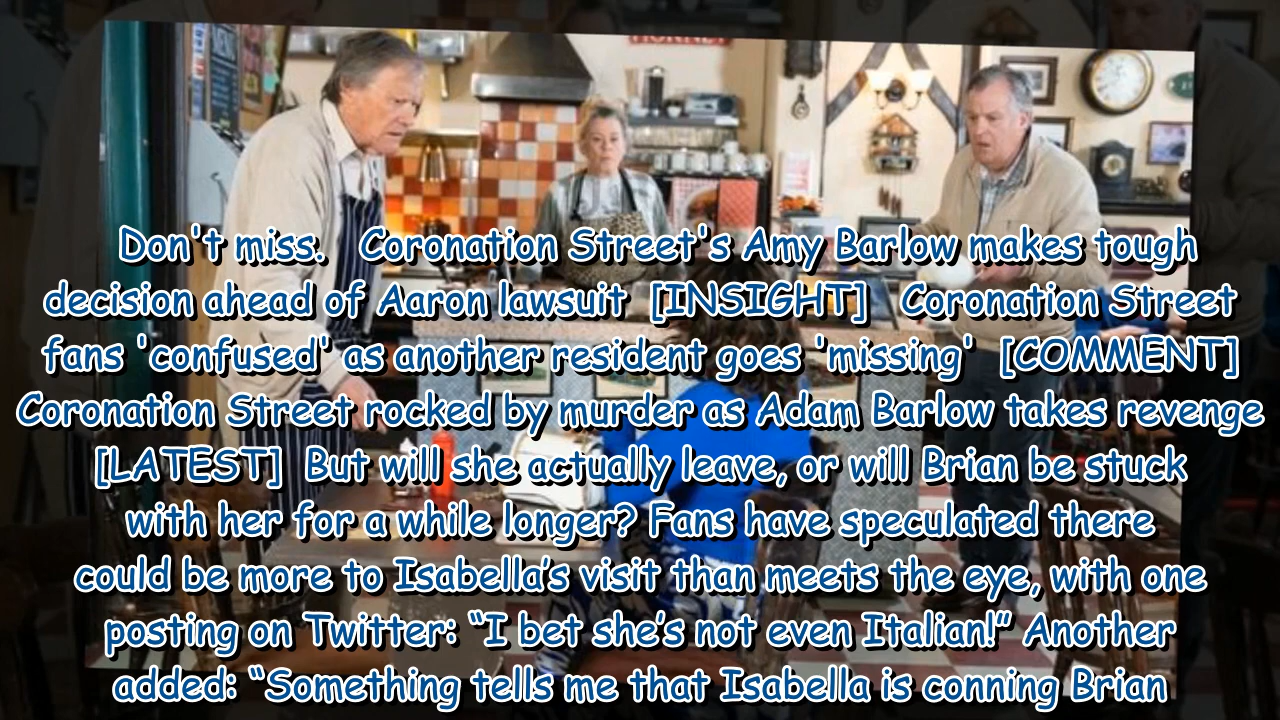 MENU
Don't miss. Coronation Street's Amy Barlow makes tough
decision ahead of Aaron lawsuit [INSIGHT] Coronation Street
fans 'confused' as another resident goes 'missing' [COMMENT]
Coronation Street rocked by murder as Adam Barlow takes revenge
[LATEST] But will she actually leave, or will Brian be stuck
with her for a while longer? Fans have speculated there
could be more to Isabella’s visit than meets the eye, with one
posting on Twitter: “I bet she’s not even Italian!” Another
added: “Something tells me that Isabella is conning Brian